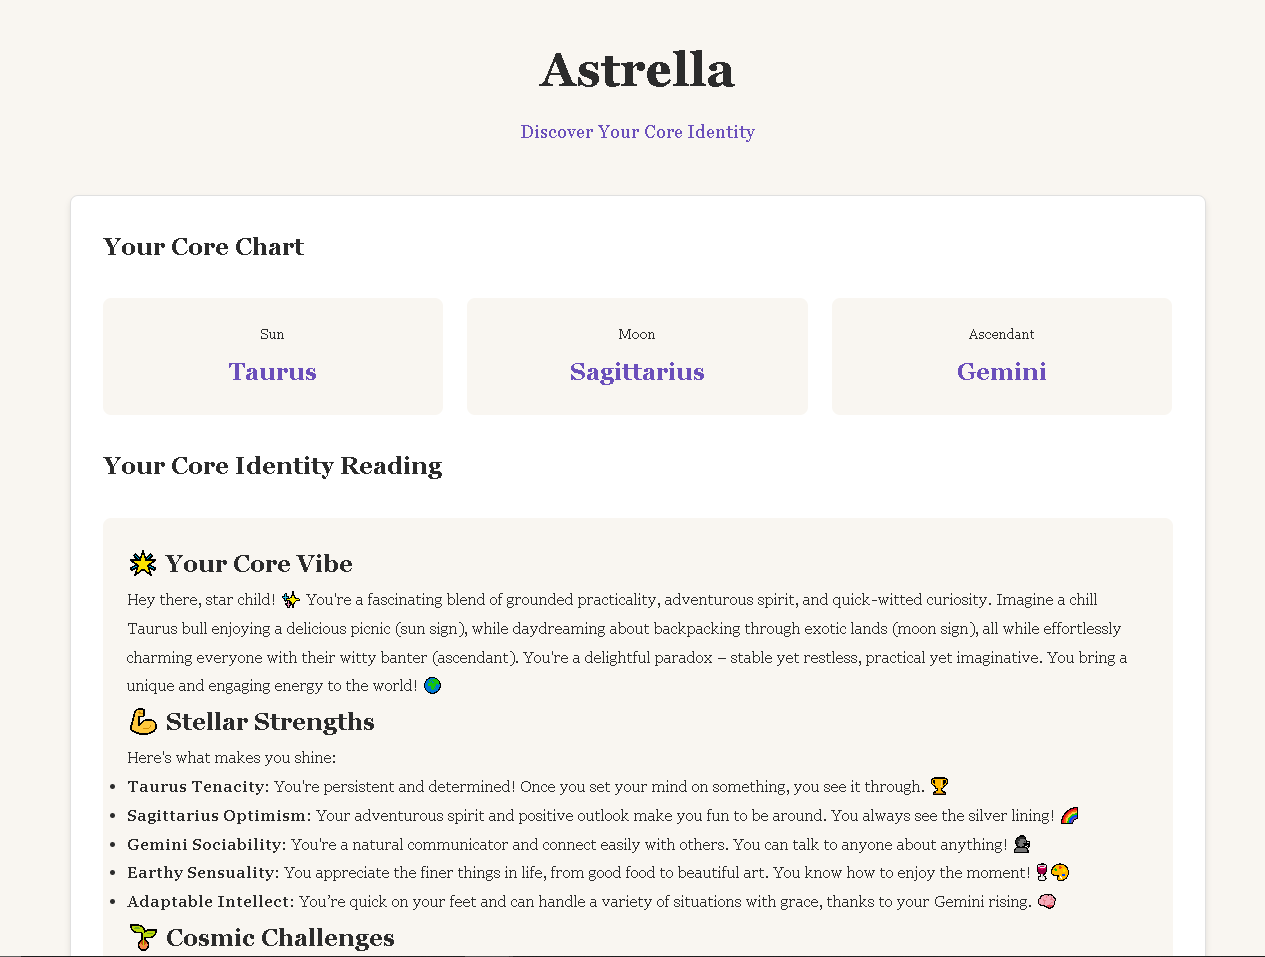 Astrella
Discover Your Core Identity
Your Core Chart
Sun
Taurus
Moon
Sagittarius
Ascendant
Gemini
Your Core Identity Reading
🌟 Your Core Vibe
Hey there, star child! ✨ You're a fascinating blend of grounded practicality, adventurous spirit, and quick-witted curiosity. Imagine a chill
Taurus bull enjoying a delicious picnic (sun sign), while daydreaming about backpacking through exotic lands (moon sign), all while effortlessly
charming everyone with their witty banter (ascendant). You're a delightful paradox – stable yet restless, practical yet imaginative. You bring a
unique and engaging energy to the world! 🌍
💪 Stellar Strengths
Here's what makes you shine:
• Taurus Tenacity: You're persistent and determined! Once you set your mind on something, you see it through. 🏆
• Sagittarius Optimism: Your adventurous spirit and positive outlook make you fun to be around. You always see the silver lining! 🌈
• Gemini Sociability: You're a natural communicator and connect easily with others. You can talk to anyone about anything! 🗣️
• Earthy Sensuality: You appreciate the finer things in life, from good food to beautiful art. You know how to enjoy the moment! 🍷🎨
• Adaptable Intellect: You’re quick on your feet and can handle a variety of situations with grace, thanks to your Gemini rising. 🧠
🌱 Cosmic Challenges